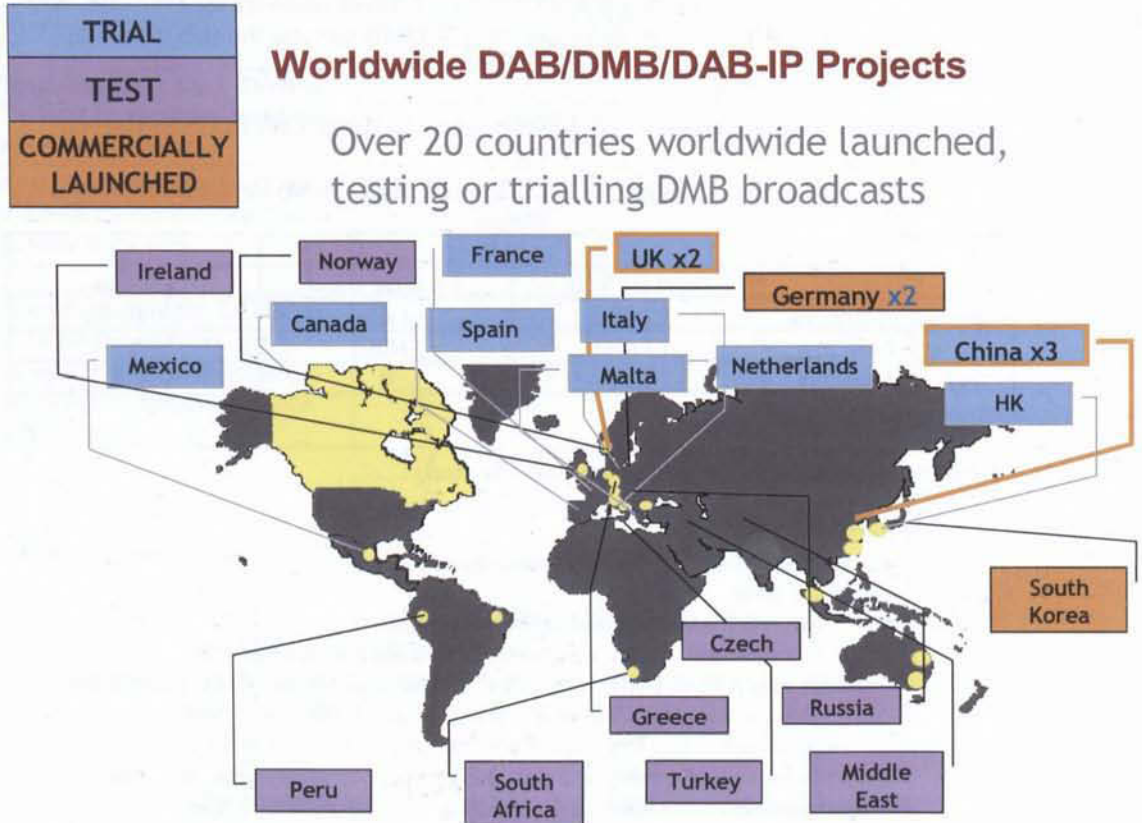 TRIAL
TEST
COMMERCIALLY
LAUNCHED
Worldwide DAB/DMB/DAB-IP Projects
Over 20 countries worldwide launched,
testing or trialling DMB broadcasts
Ireland
Norway
France
UK x2
Germany x2
Mexico
Canada
Spain
Italy
Malta
Netherlands
China x3
HK
South
Korea
Czech
Greece
Russia
Peru
South
Africa
Turkey
Middle
East